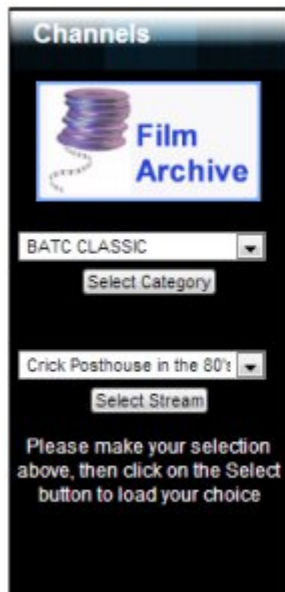 Channels
Film
Archive
BATC CLASSIC
Select Category
Crick Posthouse in the 80's
Select Stream
Please make your selection
above, then click on the Select
button to load your choice